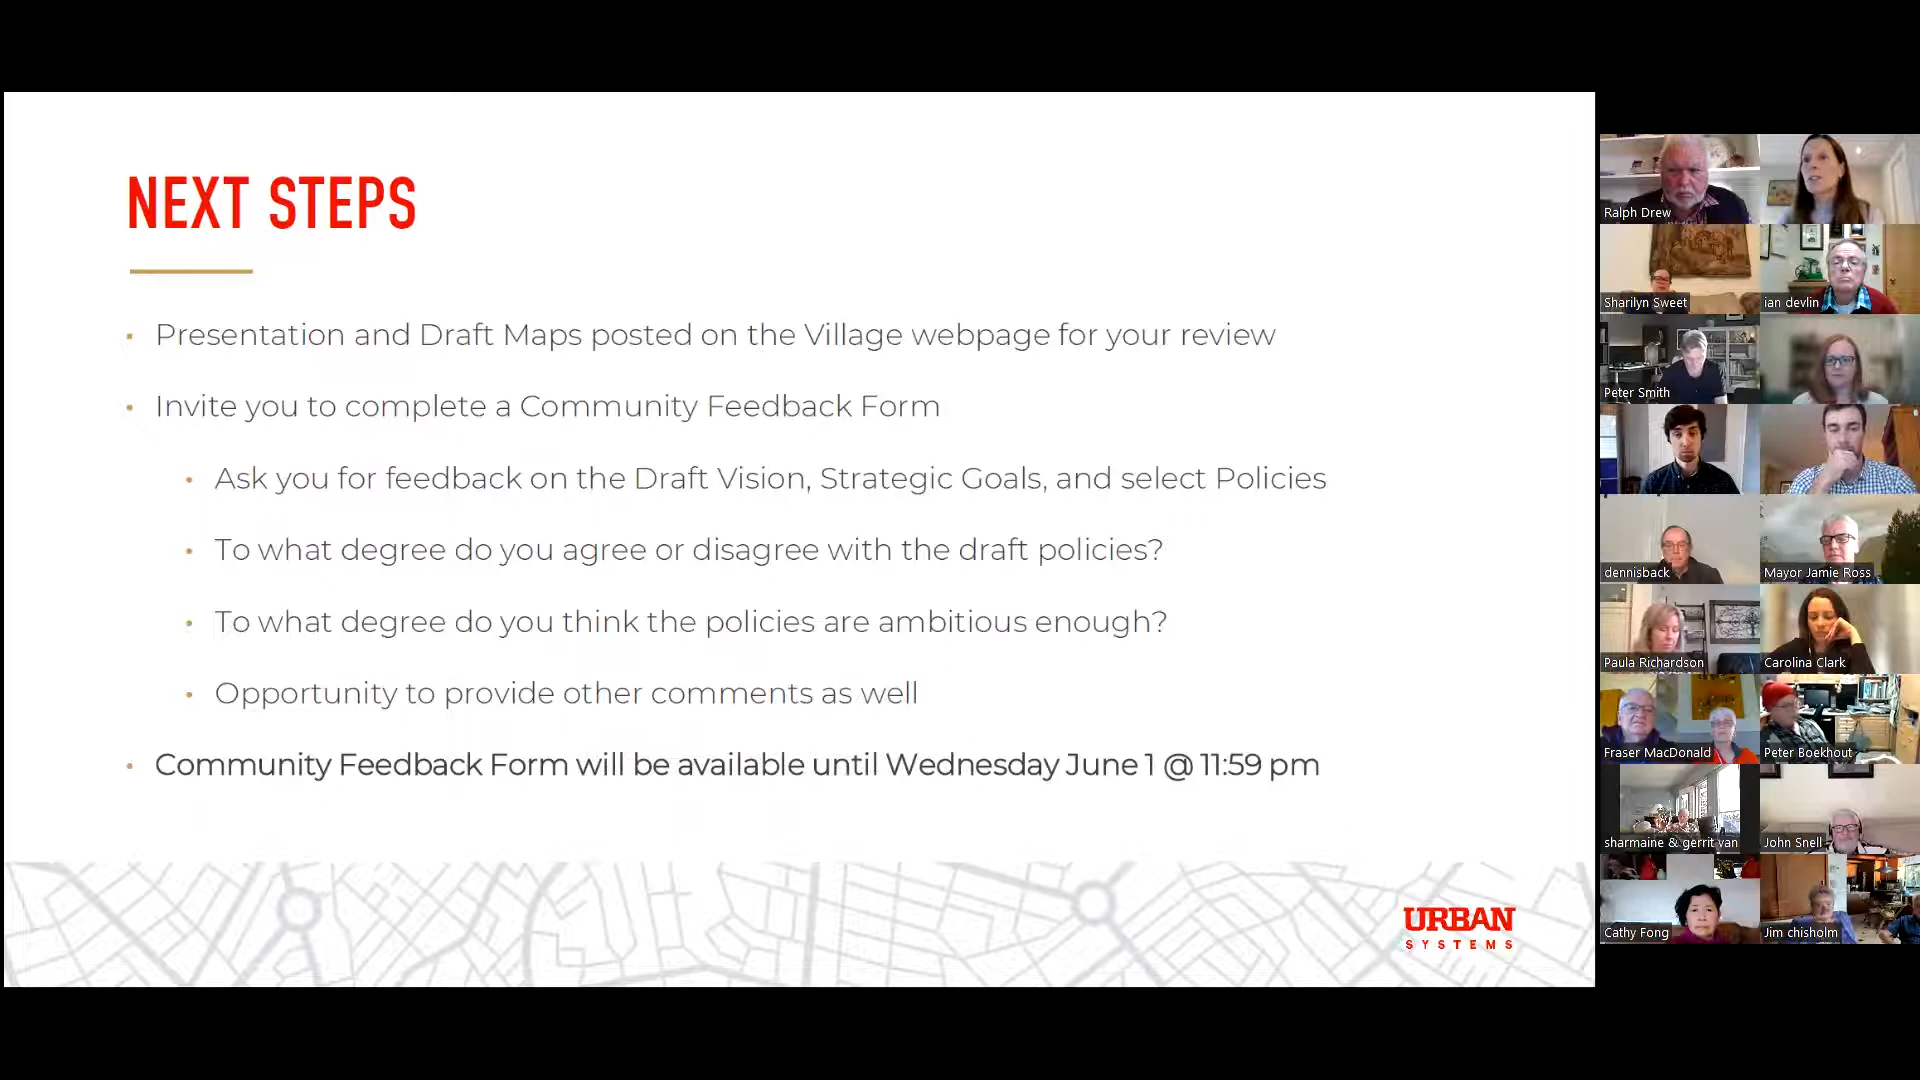 NEXT STEPS
Presentation and Draft Maps posted on the Village webpage for your review
Invite you to complete a Community Feedback Form
Ask you for feedback on the Draft Vision, Strategic Goals, and select Policies
To what degree do you agree or disagree with the draft policies?
To what degree do you think the policies are ambitious enough?
Opportunity to provide other comments as well
Community Feedback Form will be available until Wednesday June 1 @ 11:59 pm
URBAN
SYSTEMS
Ralph Drew
Sharilyn Sweet
ian devlin
Peter Smith
dennisback
Mayor Jamie Ross
Paula Richardson
Carolina Clark
Fraser MacDonald
Peter Boekhout
sharmaine & gerrit van
John Snell
Cathy Fong
Jim chisholm